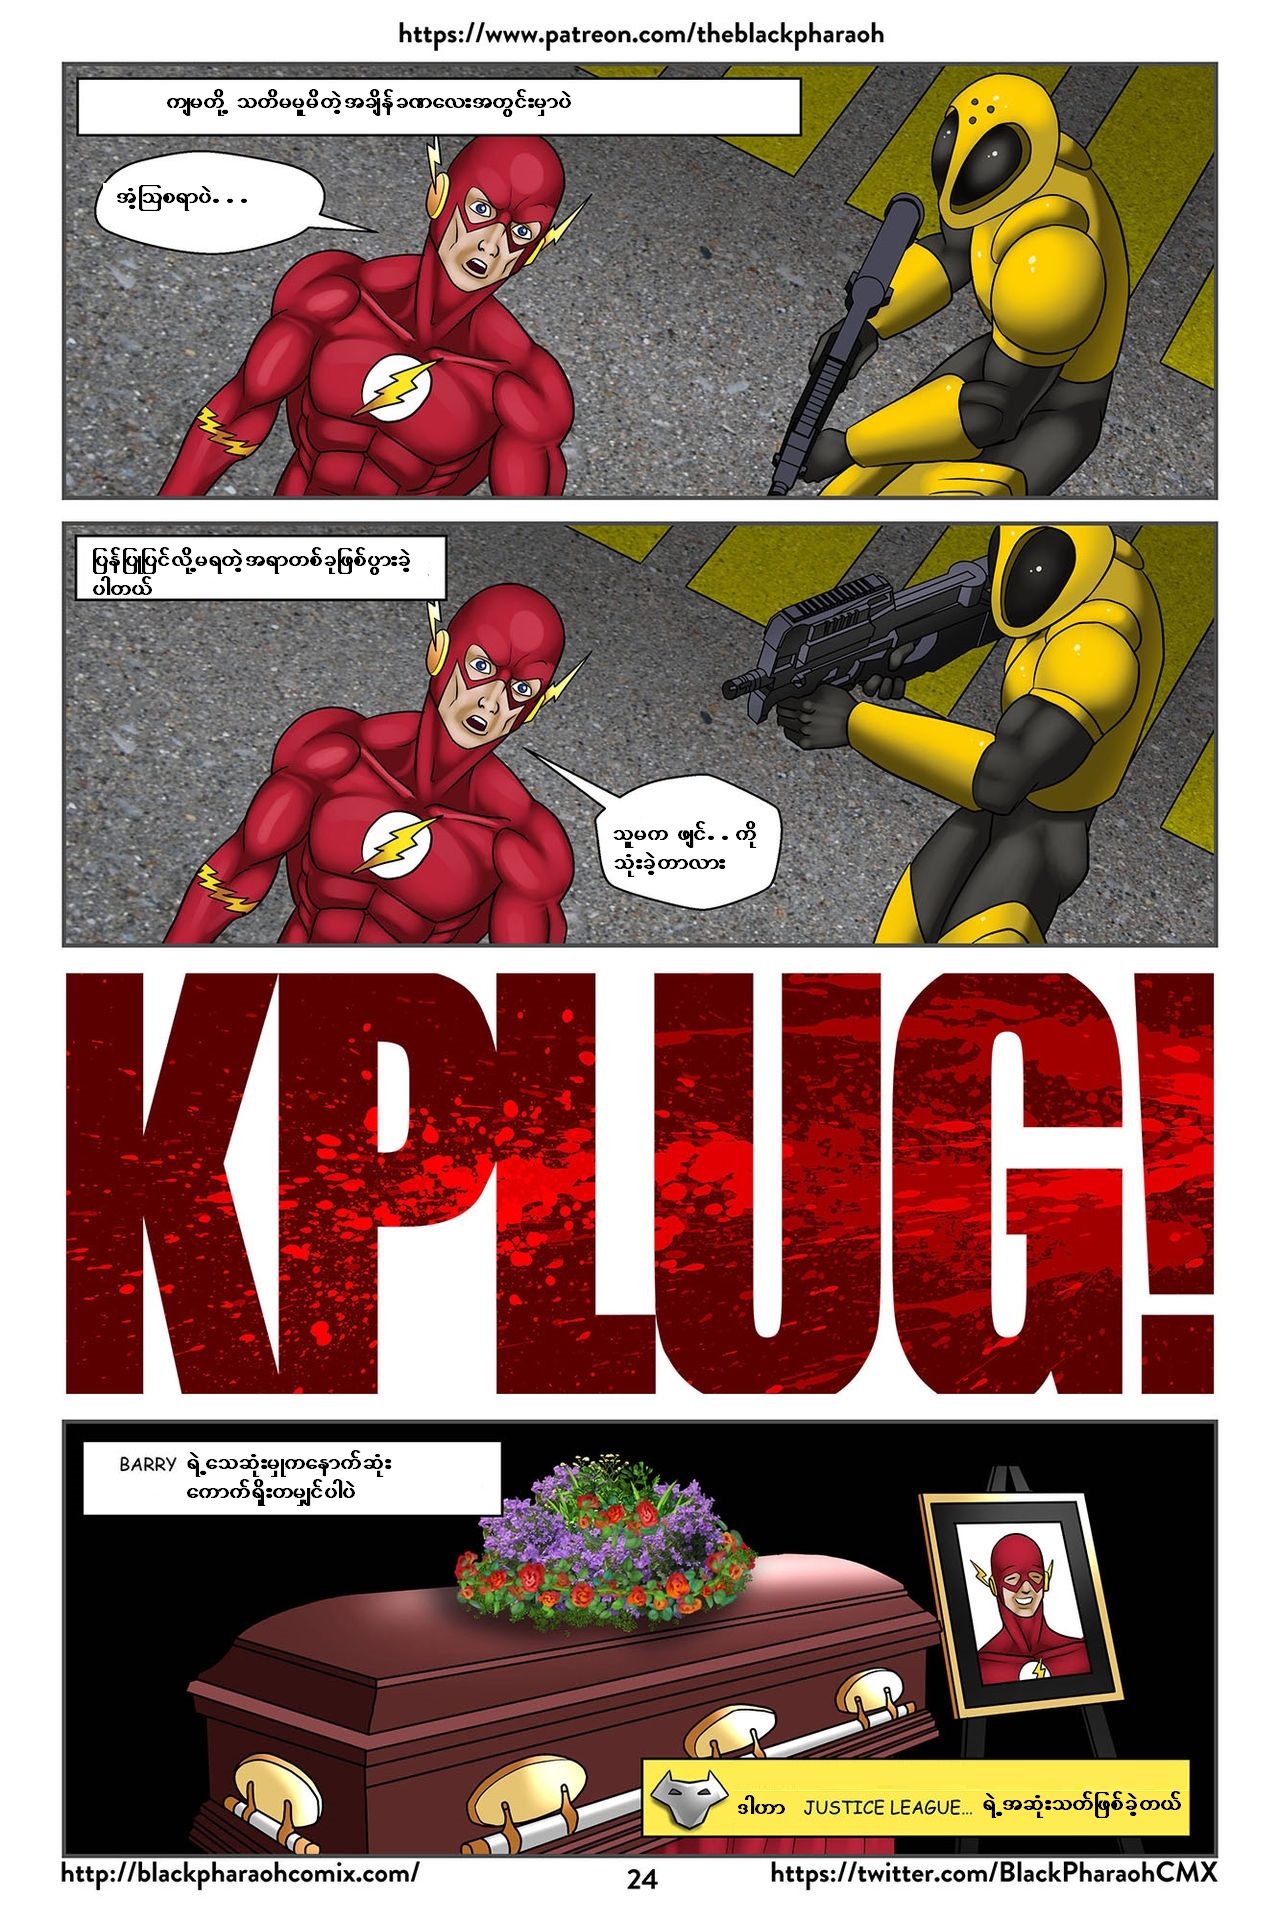 https://www.patreon.com/theblackpharaoh
ကျမတို့ သတိမမူမိတဲ့အချိန်ခဏလေးအတွင်းမှာပဲ
အံ့ဩစရာပဲ...
ပြန်ပြုပြင်လို့မရတဲ့အရာတစ်ခုဖြစ်ပွားခဲ့
ပါတယ်
သူမက ဖျင်..ကို
သုံးခဲ့တာလား
KPLUG!
BARRY ရဲ့သေဆုံးမှုကနောက်ဆုံး
ကောက်ရိုးတမျှင်ပါပဲ
ဒါဟာ JUSTICE LEAGUE... ရဲ့အဆုံးသတ်ဖြစ်ခဲ့တယ်
http://blackpharaohcomix.com/
24
https://twitter.com/BlackPharaohCMX